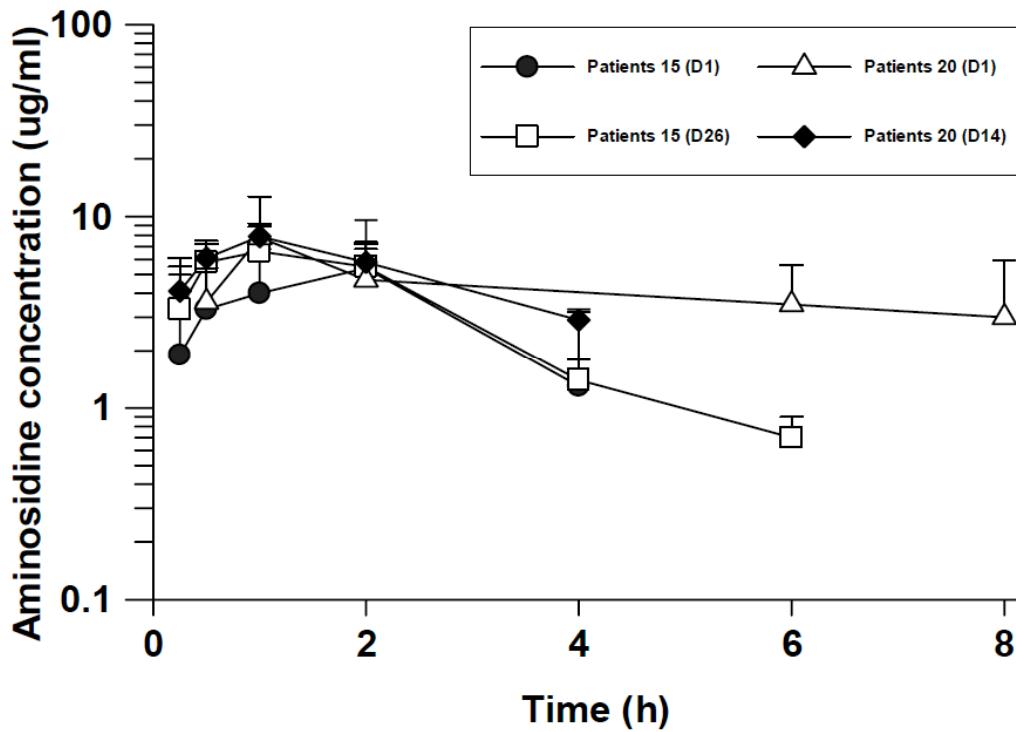 Aminosidine concentration (ug/ml)
100
10
1
0.1
Patients 15 (D1)
Patients 20 (D1)
Patients 15 (D26)
Patients 20 (D14)
0
2
4
6
8
Time (h)